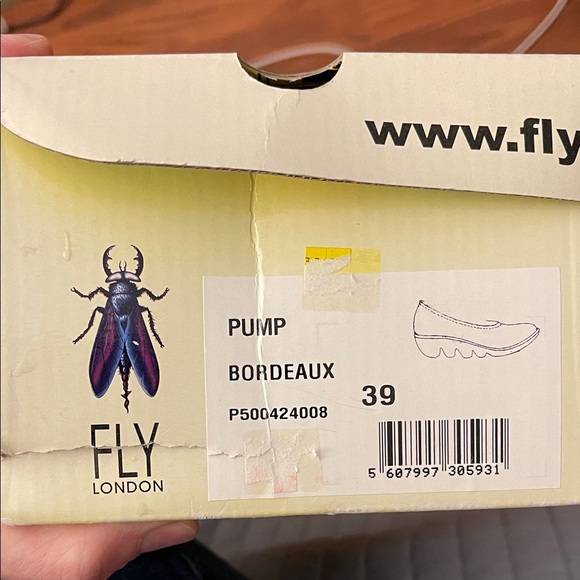 www.fly
PUMP
BORDEAUX
39
P500424008
5 607997 305931
FLY
LONDON